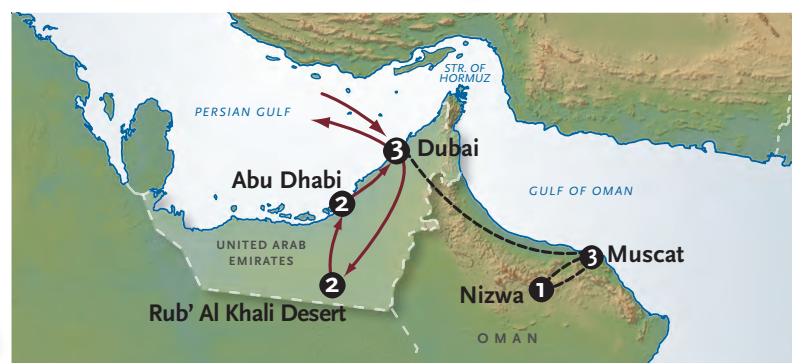 STR. OF
HORMUZ
PERSIAN GULF
3 Dubai
Abu Dhabi
2
GULF OF OMAN
UNITED ARAB
EMIRATES
3 Muscat
2
Nizwa 1
Rub’ Al Khali Desert
OMAN